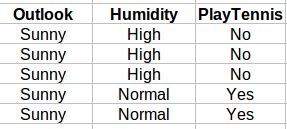 Outlook Humidity PlayTennis
Sunny High No
Sunny High No
Sunny High No
Sunny Normal Yes
Sunny Normal Yes